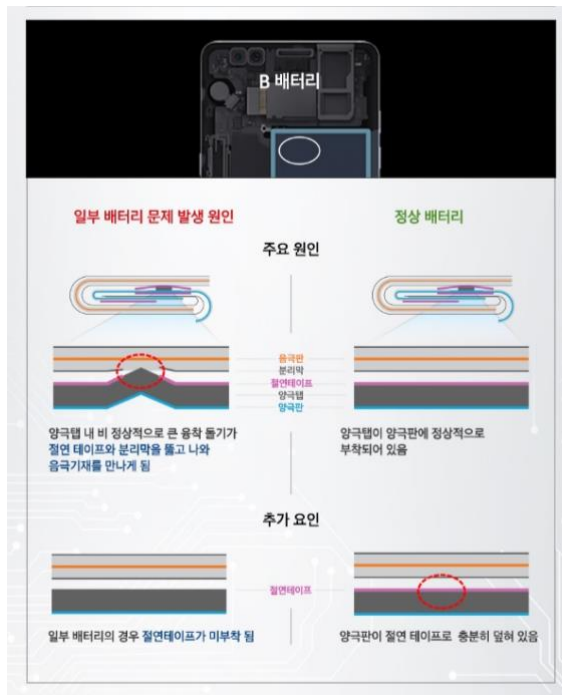 B 배터리
일부 배터리 문제 발생 원인
정상 배터리
주요 원인
음극판
분리막
절연테이프
양극탭
양극판
양극탭 내 비 정상적으로 큰 융착 돌기가
절연 테이프와 분리막을 뚫고 나와
음극기재를 만나게 됨
양극탭이 양극판에 정상적으로
부착되어 있음
추가 요인
절연테이프
일부 배터리의 경우 절연테이프가 미부착 됨
양극판이 절연 테이프로 충분히 덮혀 있음